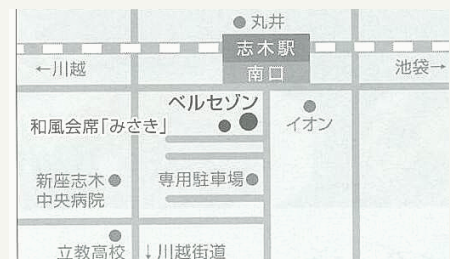 丸井
志木駅
南口
←川越
池袋→
ベルセゾン
和風会席「みさき」
イオン
新座志木
中央病院
専用駐車場
立教高校
↓川越街道